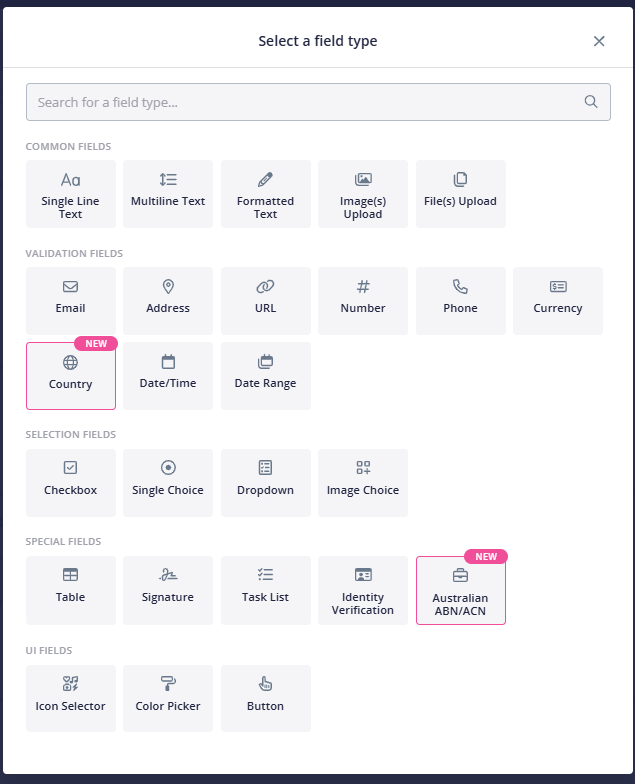 Select a field type
Search for a field type...
COMMON FIELDS
Aa
Single Line
Text
Multiline Text
Formatted
Text
Image(s)
Upload
File(s) Upload
VALIDATION FIELDS
Email
Address
URL
Number
Phone
Currency
NEW
Country
Date/Time
Date Range
SELECTION FIELDS
Checkbox
Single Choice
Dropdown
Image Choice
SPECIAL FIELDS
Table
Signature
Task List
Identity
Verification
NEW
Australian
ABN/ACN
UI FIELDS
Icon Selector
Color Picker
Button